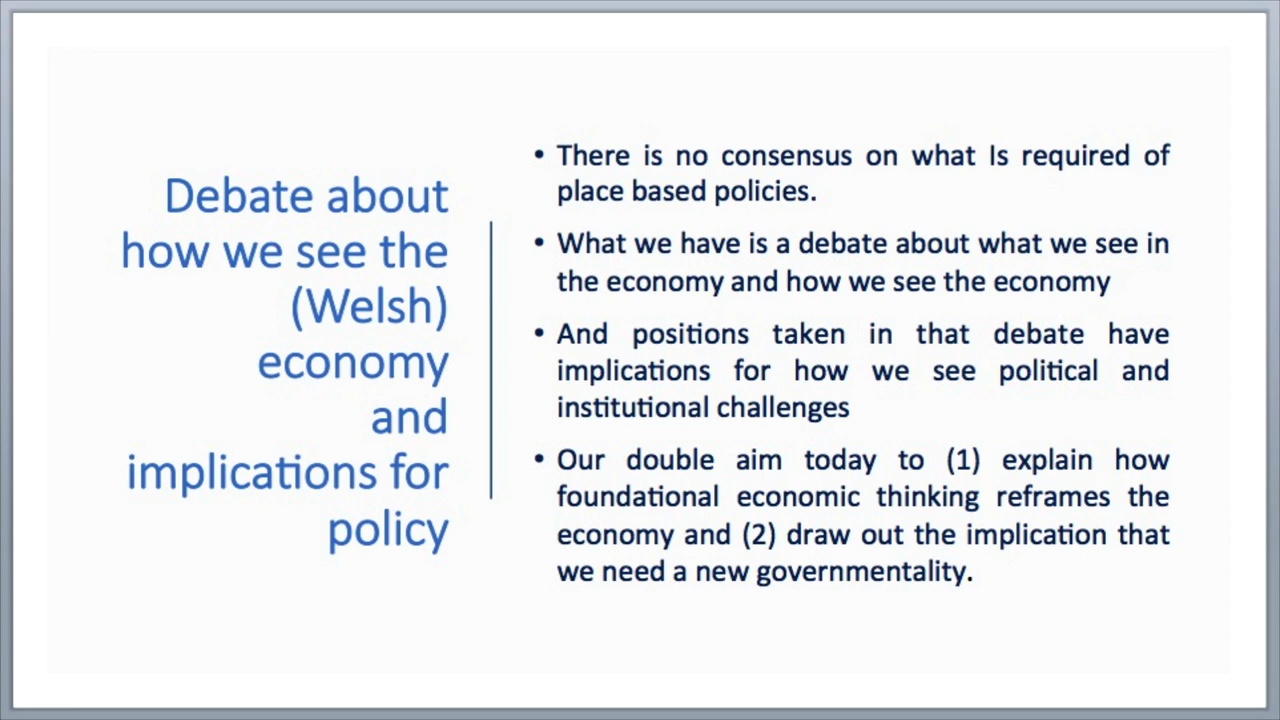 Debate about
how we see the
(Welsh)
economy
and
implications for
policy
• There is no consensus on what Is required of
place based policies.
• What we have is a debate about what we see in
the economy and how we see the economy
• And positions taken in that debate have
implications for how we see political and
institutional challenges
• Our double aim today to (1) explain how
foundational economic thinking reframes the
economy and (2) draw out the implication that
we need a new governmentality.